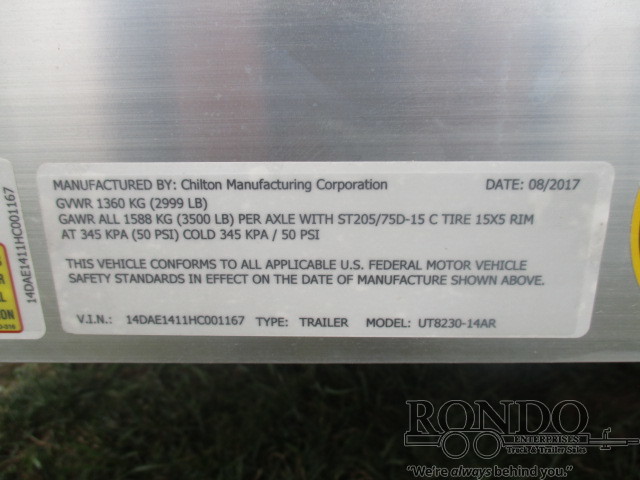 MANUFACTURED BY: Chilton Manufacturing Corporation DATE: 08/2017
GVWR 1360 KG (2999 LB)
GAWR ALL 1588 KG (3500 LB) PER AXLE WITH ST205/75D-15 C TIRE 15X5 RIM
AT 345 KPA (50 PSI) COLD 345 KPA / 50 PSI
THIS VEHICLE CONFORMS TO ALL APPLICABLE U.S. FEDERAL MOTOR VEHICLE
SAFETY STANDARDS IN EFFECT ON THE DATE OF MANUFACTURE SHOWN ABOVE.
V.I.N.: 14DAE1411HC001167 TYPE: TRAILER MODEL: UT8230-14AR
14DAE1411HC001167
RONDO
ENTERPRISES
Truck & Trailer Sales
"We're always behind you."